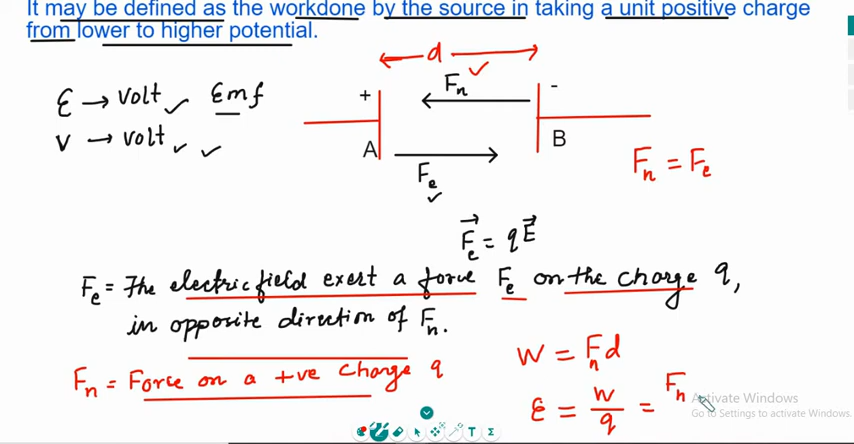 It may be defined as the workdone by the source in taking a unit positive charge
from lower to higher potential.
d
ε → volt Emf
+ Fn -
V → volt
A B
Fe
Fn = Fe
Fe = qE
Fe = The electric field exert a force Fe on the charge q,
in opposite direction of Fn.
W = Fn d
Fn = Force on a +ve charge q
ε = W/q = Fn
Activate Windows
Go to Settings to activate Windows.
T Σ